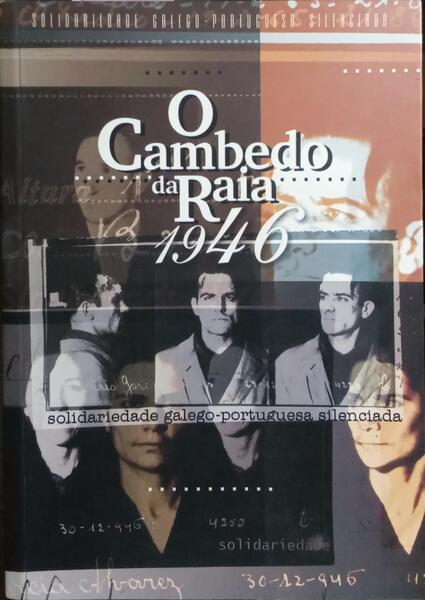 SOLIDARIEDADE GALEGO-PORTUGUESA SILENCIADA
O
Cambedo
da Raia
1946
solidariedade galego-portuguesa silenciada
30-12-946
4250
t
solidariedade
Alvarez
30-12-946